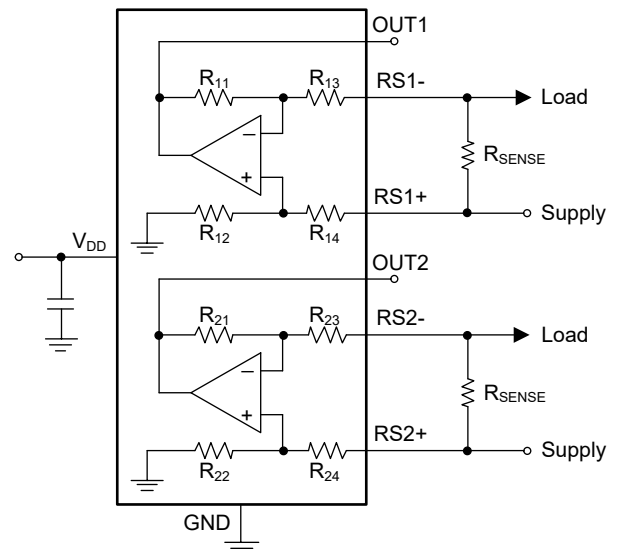 OUT1
R11 R13 RS1-
Load
−
RSENSE
+
RS1+
Supply
R12 R14
VDD
OUT2
R21 R23 RS2-
Load
−
RSENSE
+
RS2+
Supply
R22 R24
GND